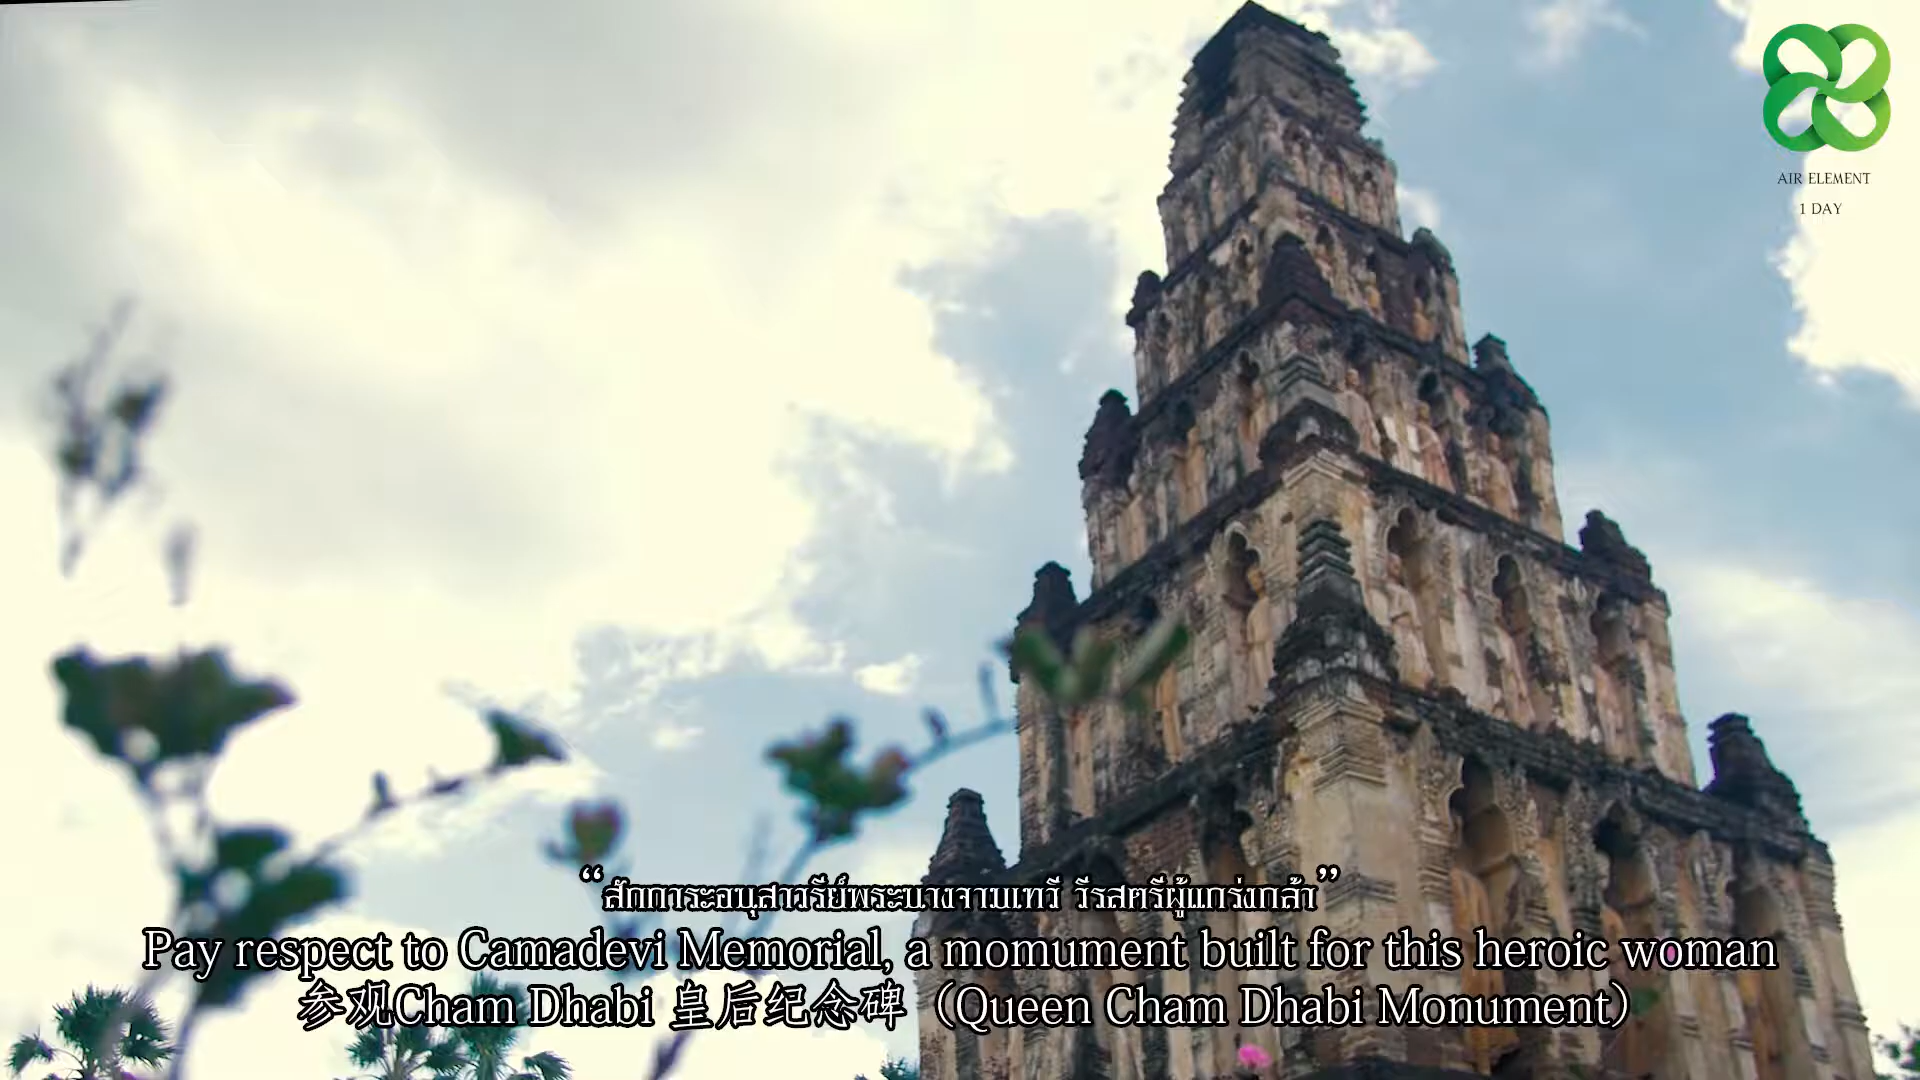 AIR ELEMENT
1 DAY
“สักการะอนุสาวรีย์พระนางจามเทวี วีรสตรีผู้แกร่งกล้า”
Pay respect to Camadevi Memorial, a momument built for this heroic woman
参观Cham Dhabi 皇后纪念碑（Queen Cham Dhabi Monument）